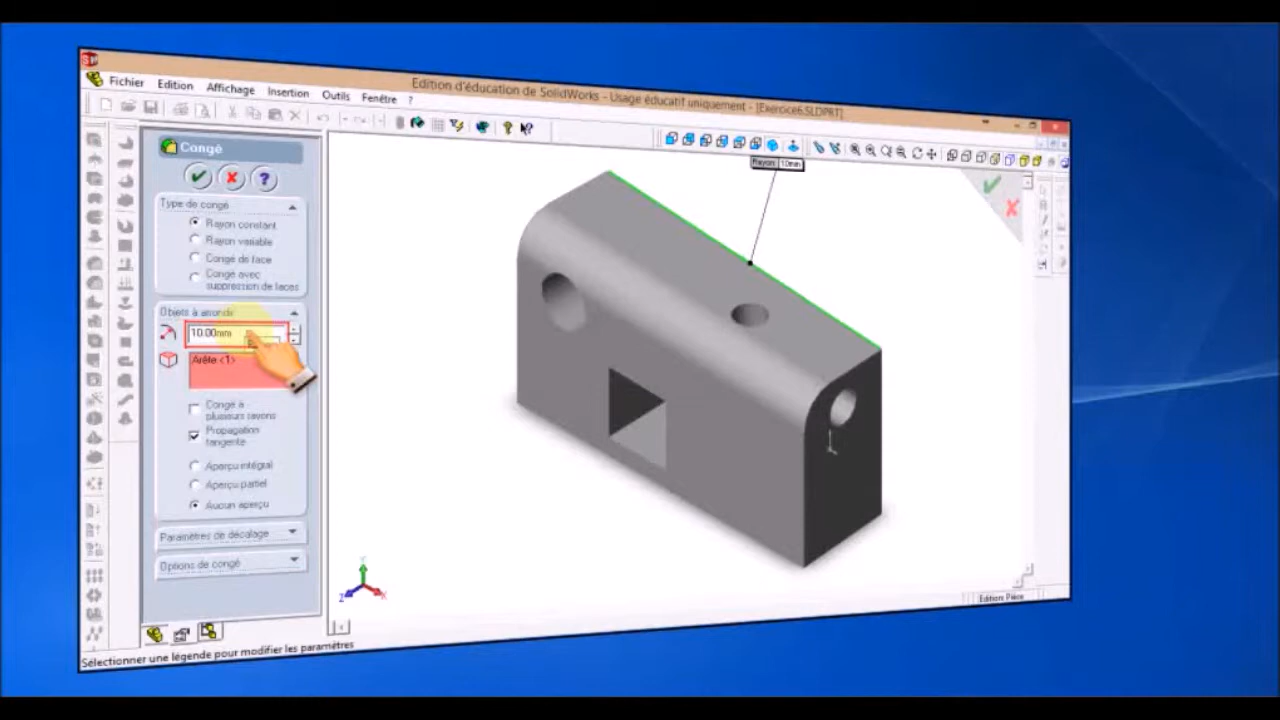 Edition d'éducation de SolidWorks - Usage éducatif uniquement - [Exercice6.SLDPRT]
Fichier Edition Affichage Insertion Outils Fenêtre ?
Congé
Type de congé
Rayon constant
Rayon variable
Congé de face
Congé avec
suppression de faces
Objets à arrondir
10.00mm
Arête <1>
Congé à
plusieurs rayons
Propagation
tangente
Aperçu intégral
Aperçu partiel
Aucun aperçu
Paramètres de décalage
Options de congé
Rayon: 10mm
Y
Z
X
Edition Pièce
Sélectionner une légende pour modifier les paramètres